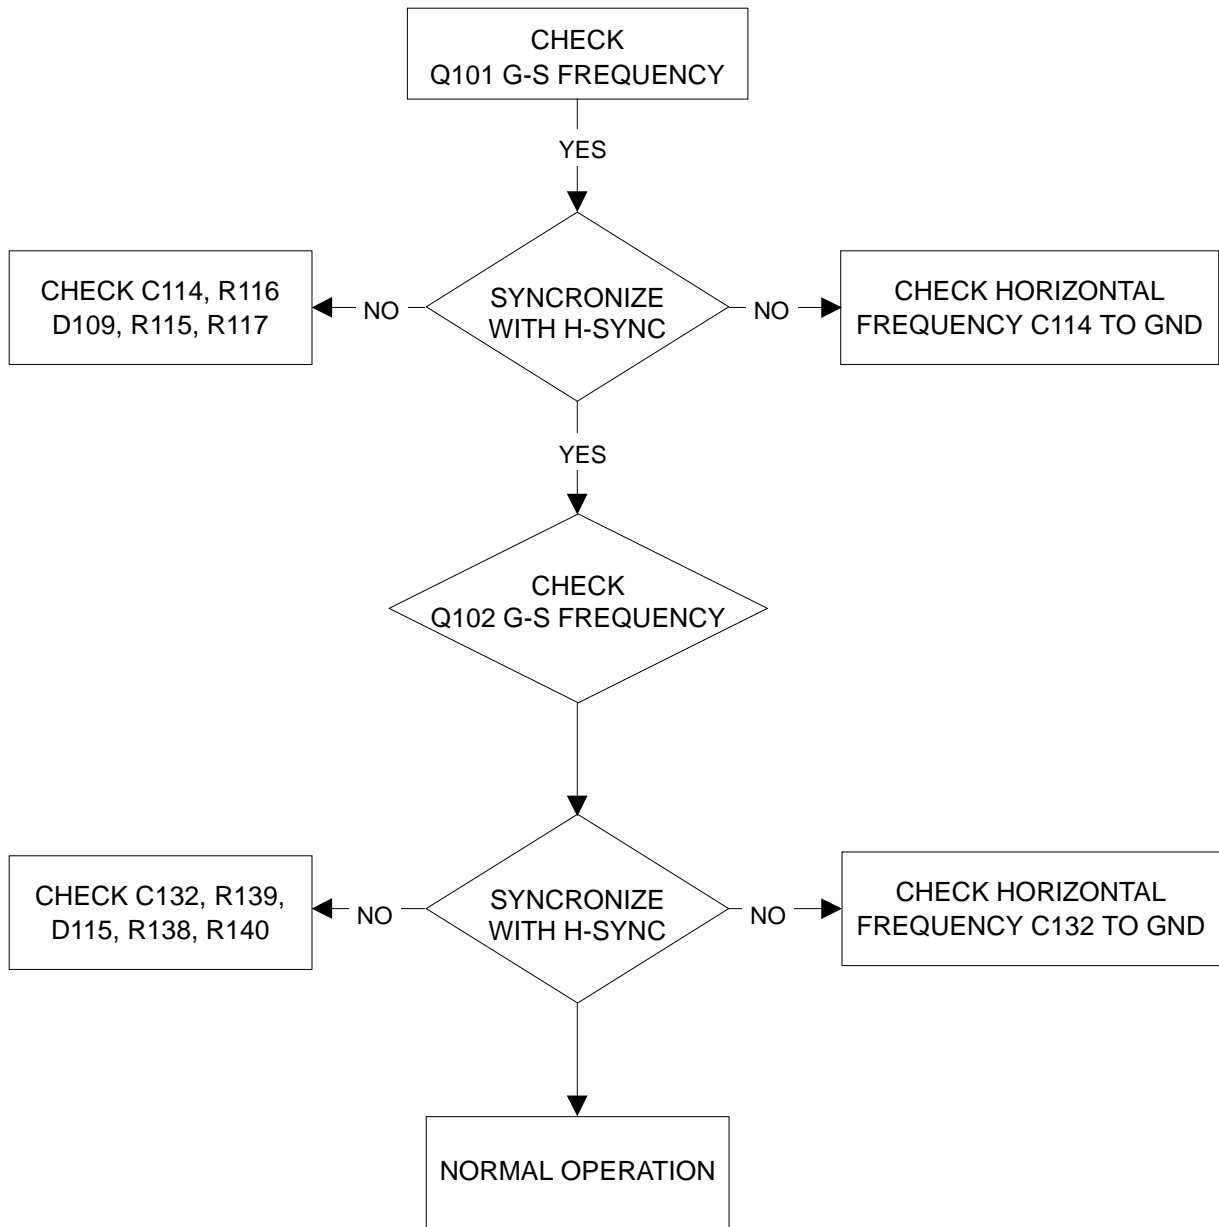 CHECK
Q101 G-S FREQUENCY
YES
CHECK C114, R116
D109, R115, R117
NO
SYNCRONIZE
WITH H-SYNC
NO
CHECK HORIZONTAL
FREQUENCY C114 TO GND
YES
CHECK
Q102 G-S FREQUENCY
CHECK C132, R139,
D115, R138, R140
NO
SYNCRONIZE
WITH H-SYNC
NO
CHECK HORIZONTAL
FREQUENCY C132 TO GND
NORMAL OPERATION